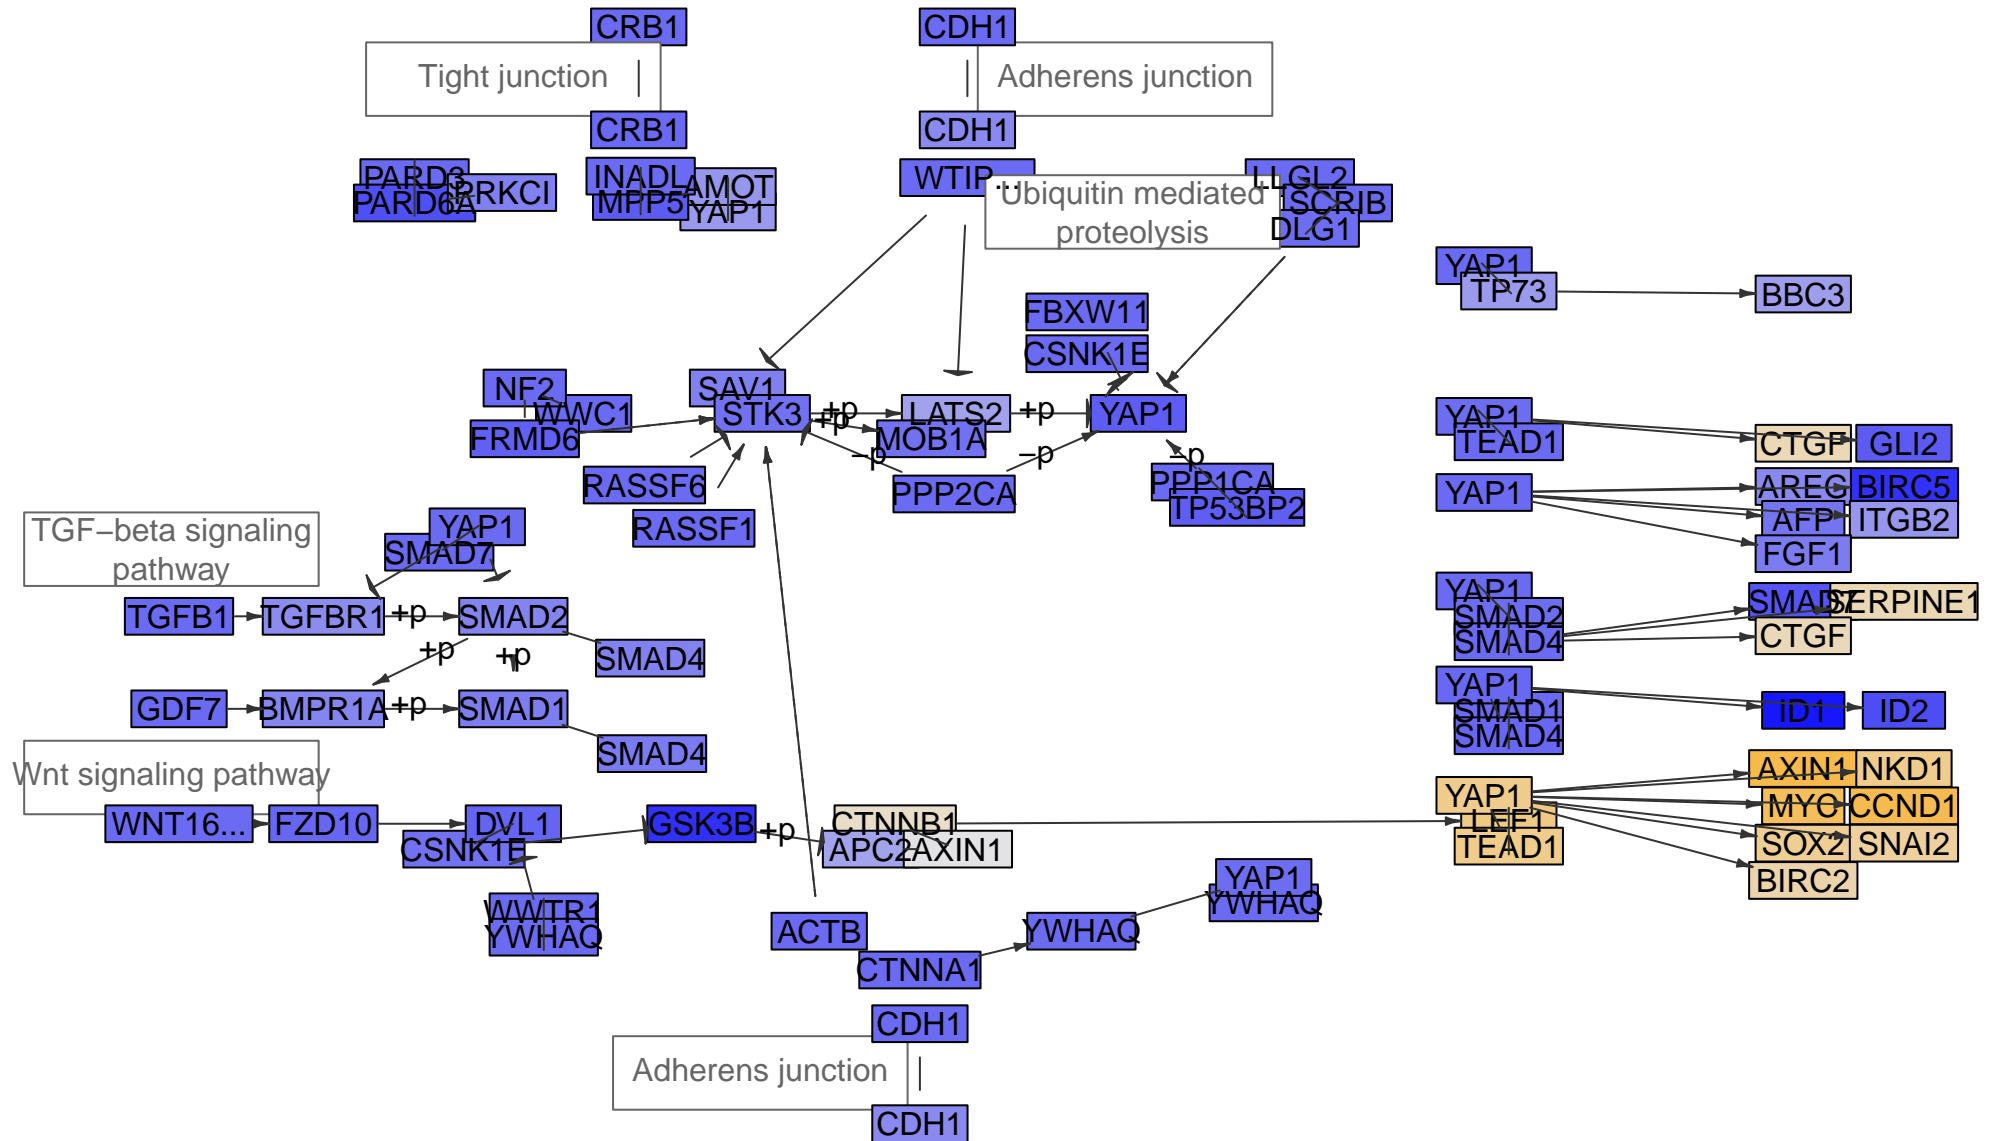 CRB1
CDH1
Tight junction
Adherens junction
CRB1
CDH1
PARD3
PRKCI
PARD6A
INADL
AMOT
MPP5
YAP1
WTIP...
LLGL2
Ubiquitin mediated
proteolysis
SCRIB
DLG1
YAP1
TP73
BBC3
FBXW11
CSNK1E
NF2
WWC1
FRMD6
SAV1
STK3
+p
+p
LATS2
MOB1A
+p
YAP1
−p
−p
−p
RASSF6
RASSF1
PPP2CA
PPP1CA
TP53BP2
YAP1
TEAD1
CTGF
GLI2
YAP1
AREG
BIRC5
AFP
ITGB2
FGF1
TGF−beta signaling
pathway
YAP1
SMAD7
TGFB1
TGFBR1
+p
SMAD2
+p
+p
SMAD4
GDF7
BMPR1A
+p
SMAD1
SMAD4
YAP1
SMAD2
SMAD4
SMAD7
SERPINE1
CTGF
YAP1
SMAD1
SMAD4
ID1
ID2
Wnt signaling pathway
WNT16...
FZD10
DVL1
CSNK1E
GSK3B
+p
CTNNB1
APC2
AXIN1
YAP1
LEF1
TEAD1
AXIN1
NKD1
MYC
CCND1
SOX2
SNAI2
BIRC2
WWTR1
YWHAQ
ACTB
CTNNA1
YWHAQ
YAP1
YWHAQ
CDH1
Adherens junction
CDH1